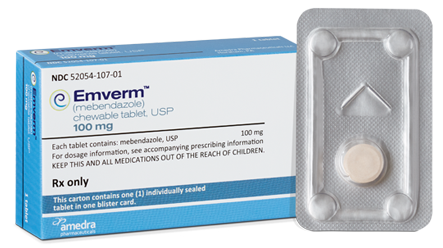 NDC 52054-107-01
Emverm™
(mebendazole)
chewable tablet, USP
100 mg
Each tablet contains: mebendazole, USP 100 mg
For dosage information, see accompanying prescribing information
KEEP THIS AND ALL MEDICATIONS OUT OF THE REACH OF CHILDREN.
Rx only
This carton contains one (1) individually sealed
tablet in one blister card.
1 TABLET
amedra
pharmaceuticals